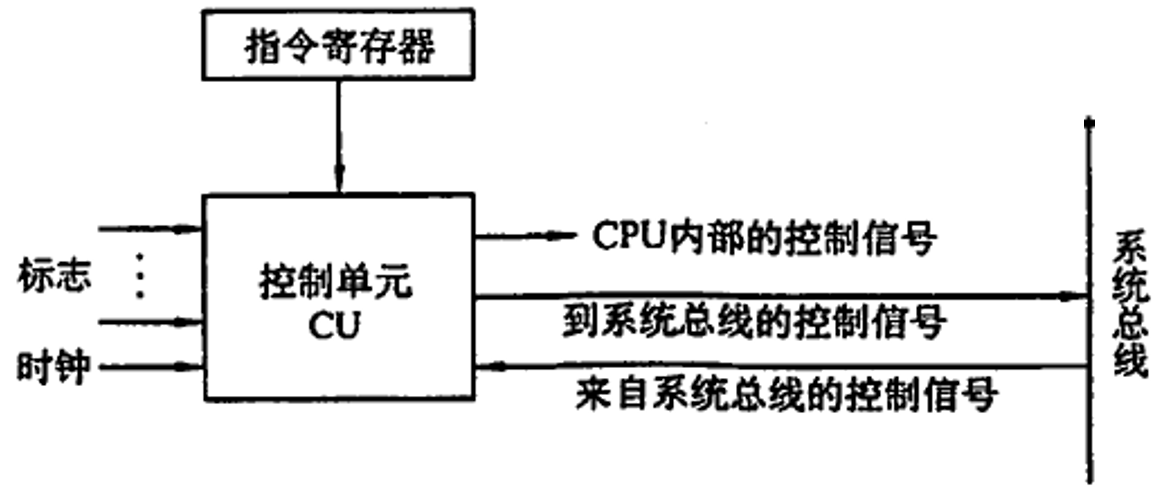 指令寄存器
标志
时钟
控制单元
CU
CPU内部的控制信号
到系统总线的控制信号
来自系统总线的控制信号
系统总线